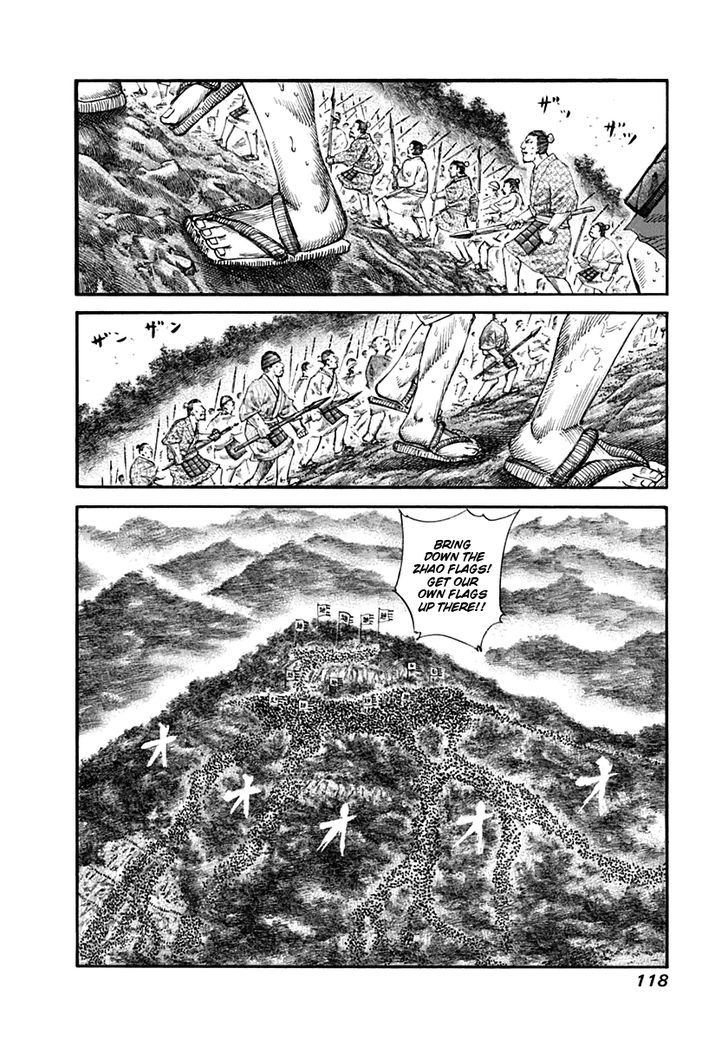 ザッ
ザッ
ザン
ザン
BRING
DOWN THE
ZHAO FLAGS!
GET OUR
OWN FLAGS
UP THERE!!
オ
オ
オ
オ
オ
118